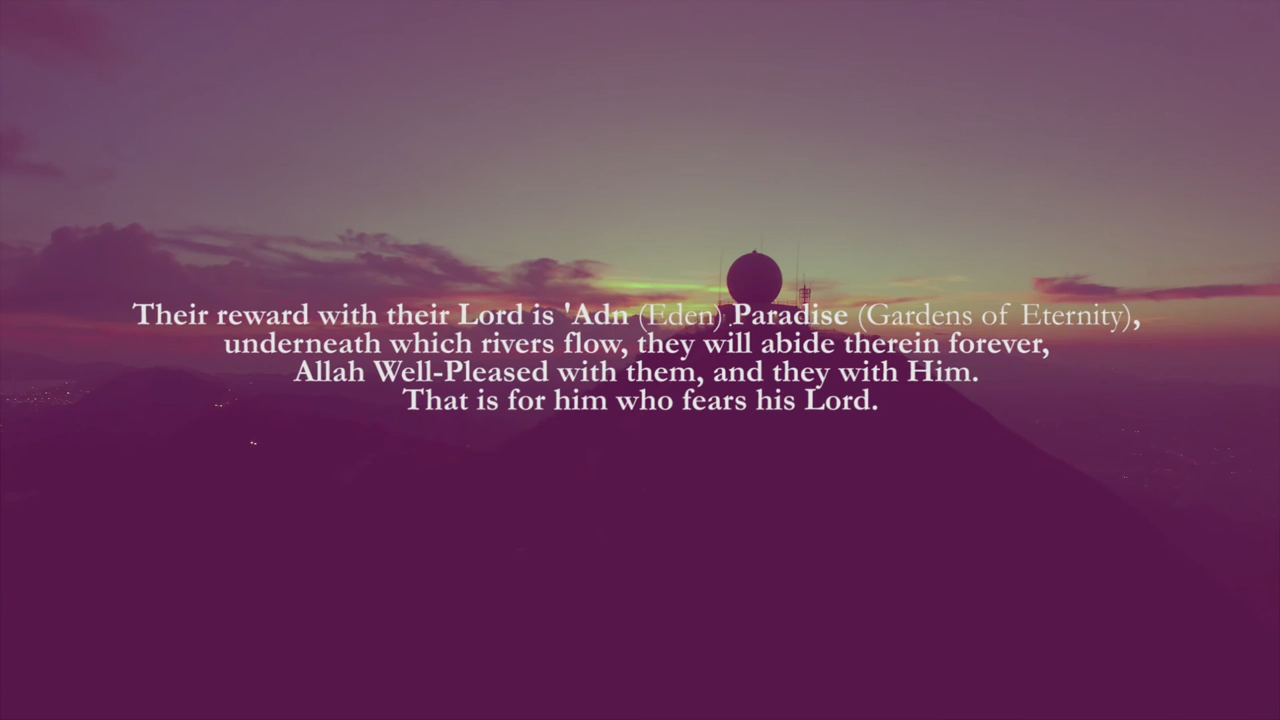 Their reward with their Lord is 'Adn (Eden) Paradise (Gardens of Eternity),
underneath which rivers flow, they will abide therein forever,
Allah Well-Pleased with them, and they with Him.
That is for him who fears his Lord.